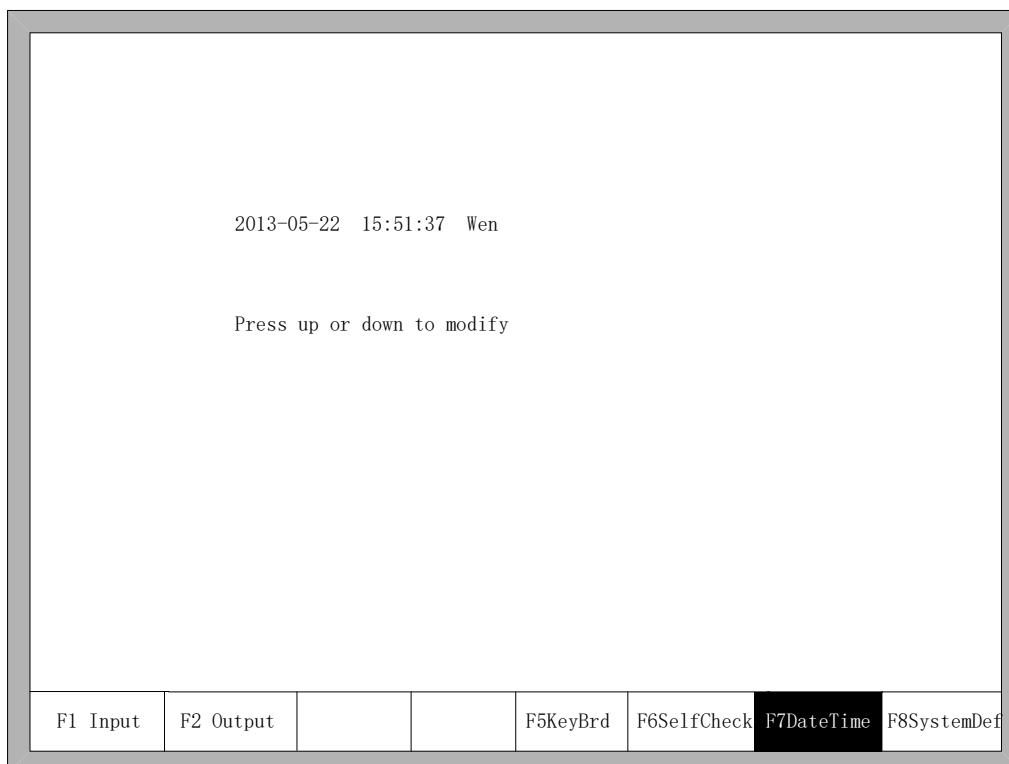 2013-05-22 15:51:37 Wen
Press up or down to modify
F1 Input F2 Output F5KeyBrd F6SelfCheck F7DateTime F8SystemDef